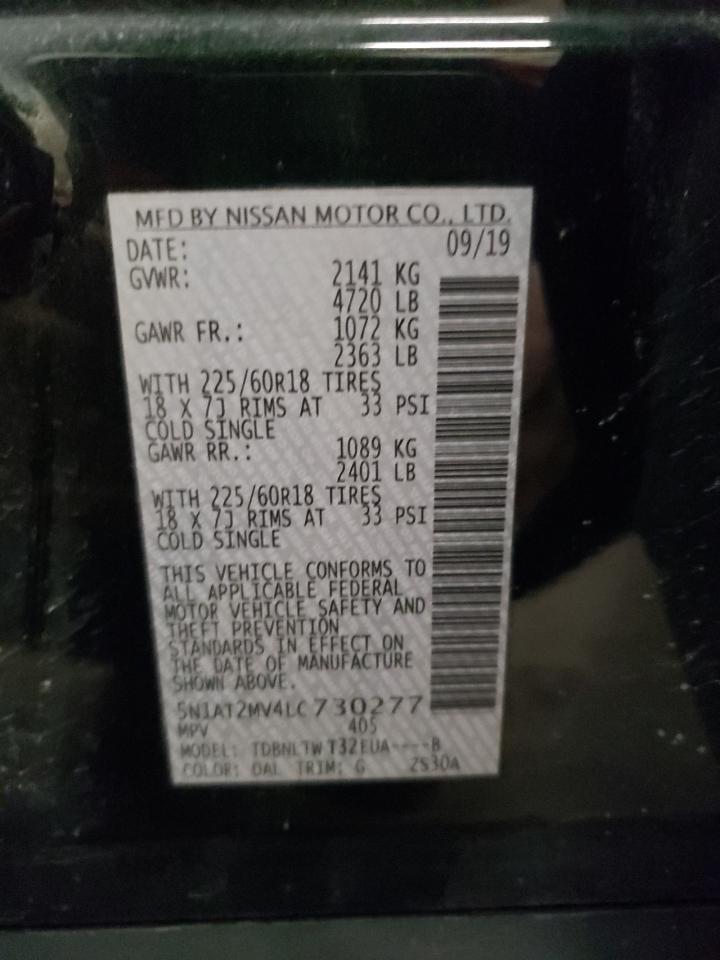 MFD BY NISSAN MOTOR CO., LTD.
DATE: 09/19
GVWR: 2141 KG
4720 LB
GAWR FR.: 1072 KG
2363 LB
WITH 225/60R18 TIRES
18 X 7J RIMS AT 33 PSI
COLD SINGLE
GAWR RR.: 1089 KG
2401 LB
WITH 225/60R18 TIRES
18 X 7J RIMS AT 33 PSI
COLD SINGLE
THIS VEHICLE CONFORMS TO
ALL APPLICABLE FEDERAL
MOTOR VEHICLE SAFETY AND
THEFT PREVENTION
STANDARDS IN EFFECT ON
THE DATE OF MANUFACTURE
SHOWN ABOVE.
5N1AT2MV4LC730277
MPV 405
MODEL: TDBNLTW T32EUA----B
COLOR: DAL TRIM: G 2S30A